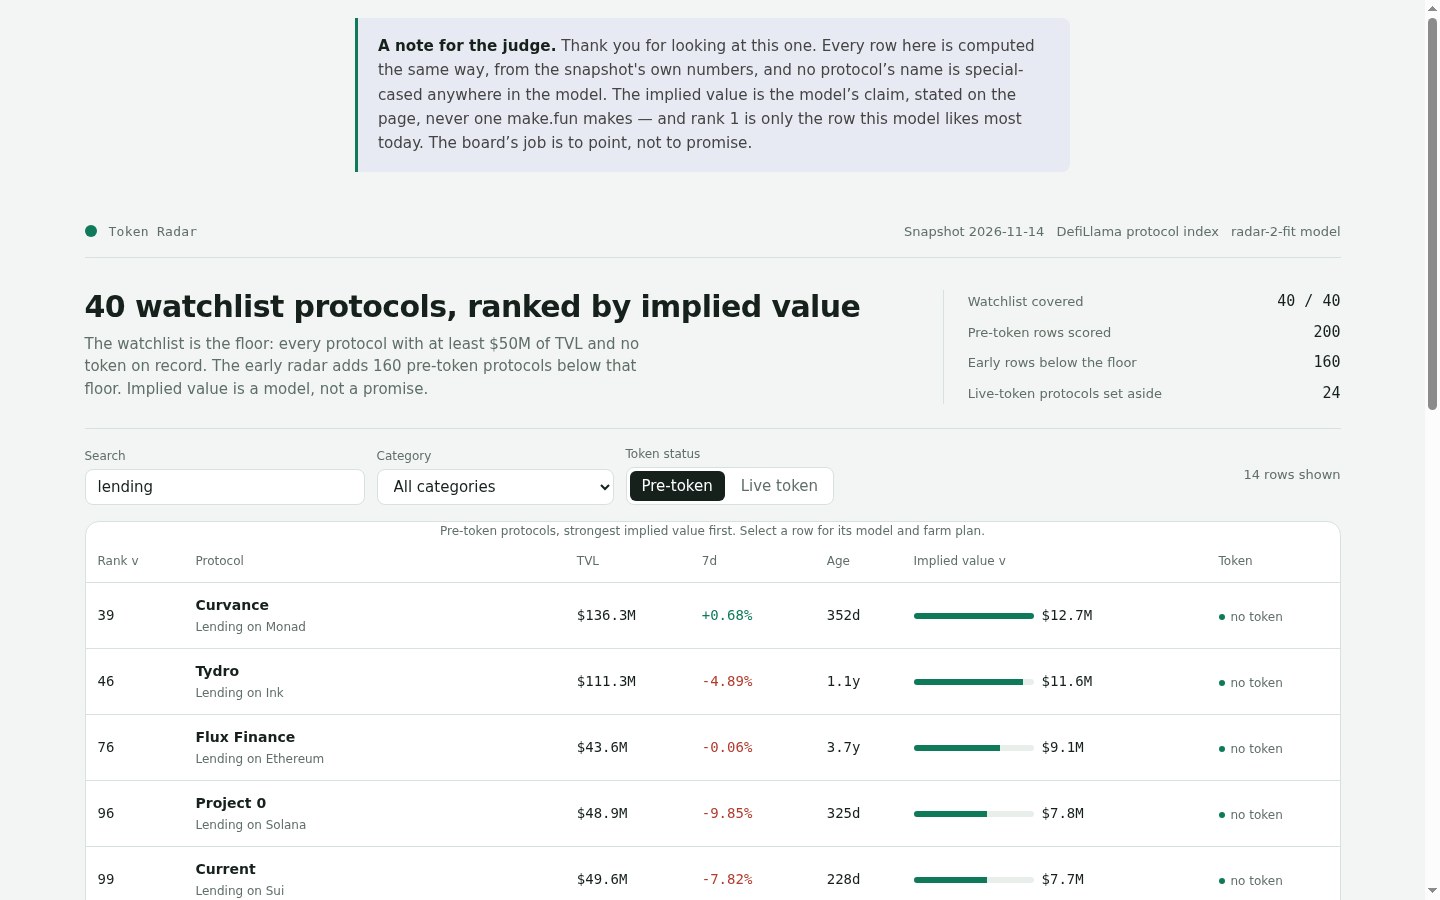 A note for the judge. Thank you for looking at this one. Every row here is computed
the same way, from the snapshot's own numbers, and no protocol’s name is special-
cased anywhere in the model. The implied value is the model’s claim, stated on the
page, never one make.fun makes — and rank 1 is only the row this model likes most
today. The board’s job is to point, not to promise.
Token Radar
Snapshot 2026-11-14 DefiLlama protocol index radar-2-fit model
40 watchlist protocols, ranked by implied value
The watchlist is the floor: every protocol with at least $50M of TVL and no
token on record. The early radar adds 160 pre-token protocols below that
floor. Implied value is a model, not a promise.
Watchlist covered 40 / 40
Pre-token rows scored 200
Early rows below the floor 160
Live-token protocols set aside 24
Search Category Token status
lending All categories Pre-token Live token 14 rows shown
Pre-token protocols, strongest implied value first. Select a row for its model and farm plan.
Rank v Protocol TVL 7d Age Implied value v Token
39 Curvance $136.3M +0.68% 352d $12.7M no token
Lending on Monad
46 Tydro $111.3M -4.89% 1.1y $11.6M no token
Lending on Ink
76 Flux Finance $43.6M -0.06% 3.7y $9.1M no token
Lending on Ethereum
96 Project 0 $48.9M -9.85% 325d $7.8M no token
Lending on Solana
99 Current $49.6M -7.82% 228d $7.7M no token
Lending on Sui